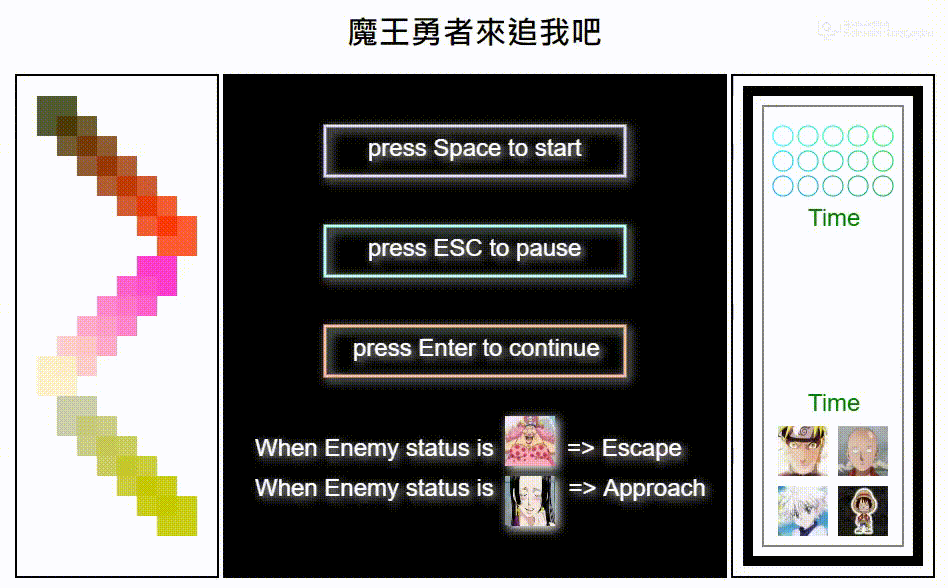 魔王勇者來追我吧
press Space to start
press ESC to pause
press Enter to continue
When Enemy status is => Escape
When Enemy status is => Approach
Time
Time